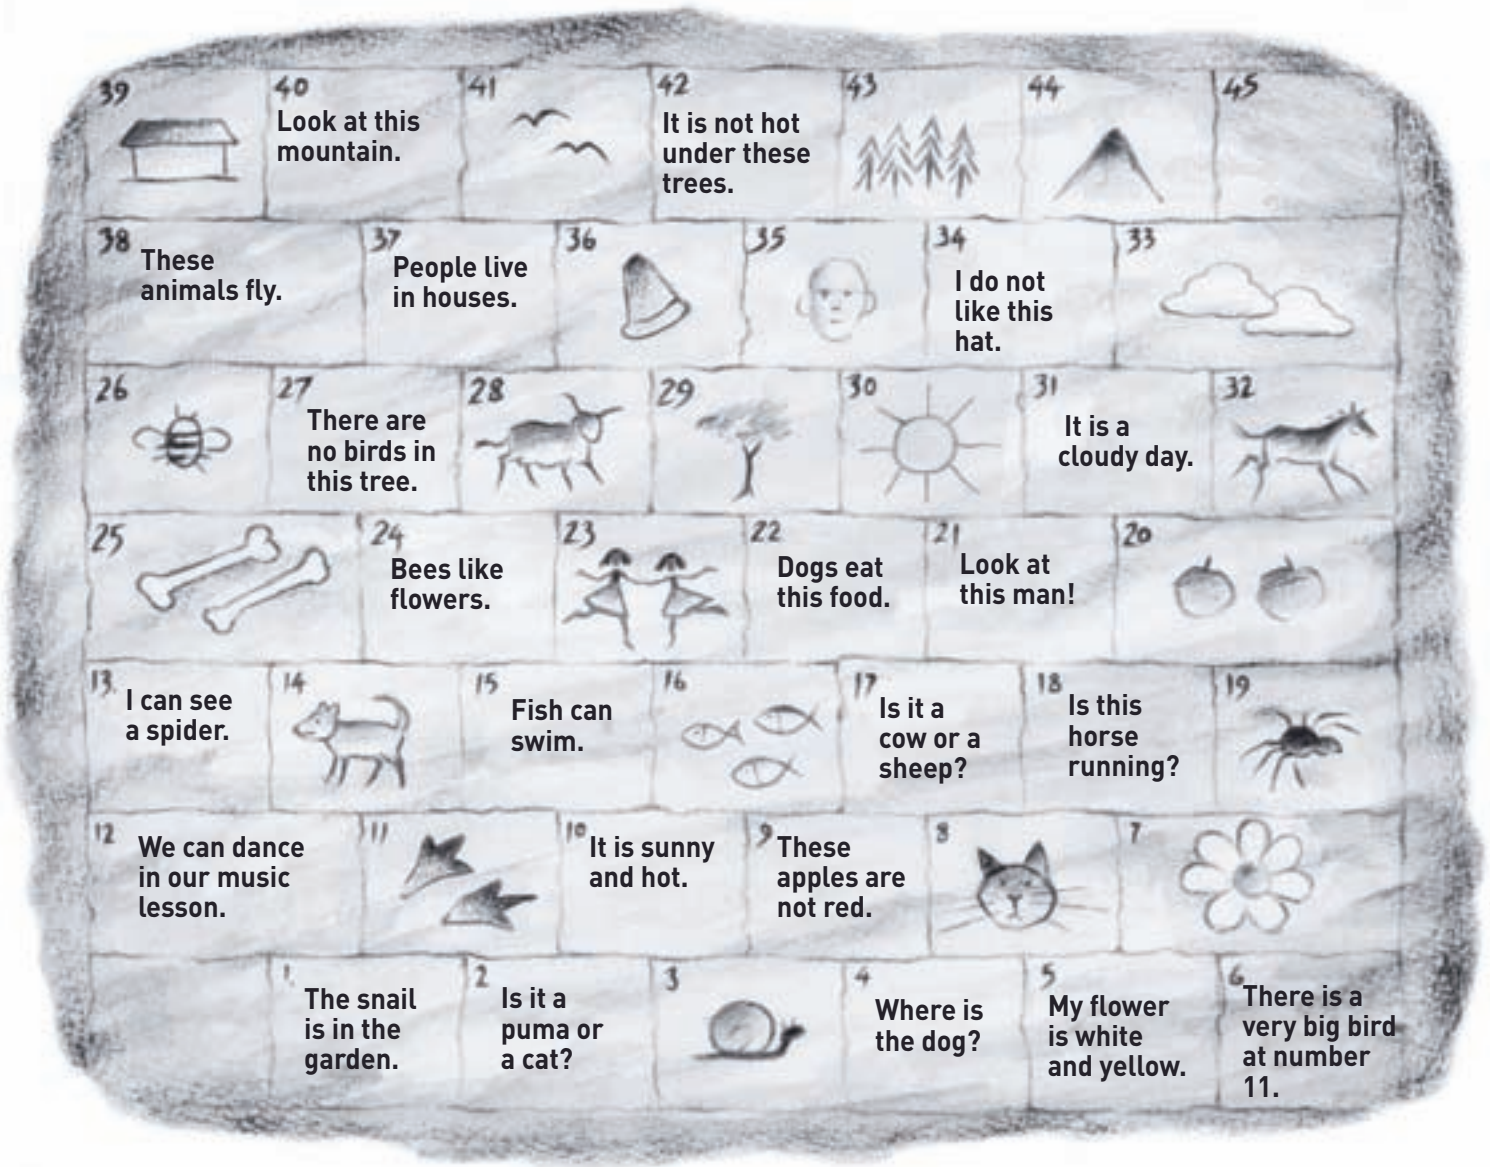 39
40
Look at this
mountain.
41
42
It is not hot
under these
trees.
43
44
45
38
These
animals fly.
37
People live
in houses.
36
35
34
I do not
like this
hat.
33
26
27
There are
no birds in
this tree.
28
29
30
31
It is a
cloudy day.
32
25
24
Bees like
flowers.
23
22
Dogs eat
this food.
21
Look at
this man!
20
13
I can see
a spider.
14
15
Fish can
swim.
16
17
Is it a
cow or a
sheep?
18
Is this
horse
running?
19
12
We can dance
in our music
lesson.
11
10
It is sunny
and hot.
9
These
apples are
not red.
8
7
1
The snail
is in the
garden.
2
Is it a
puma or
a cat?
3
4
Where is
the dog?
5
My flower
is white
and yellow.
6
There is a
very big bird
at number
11.